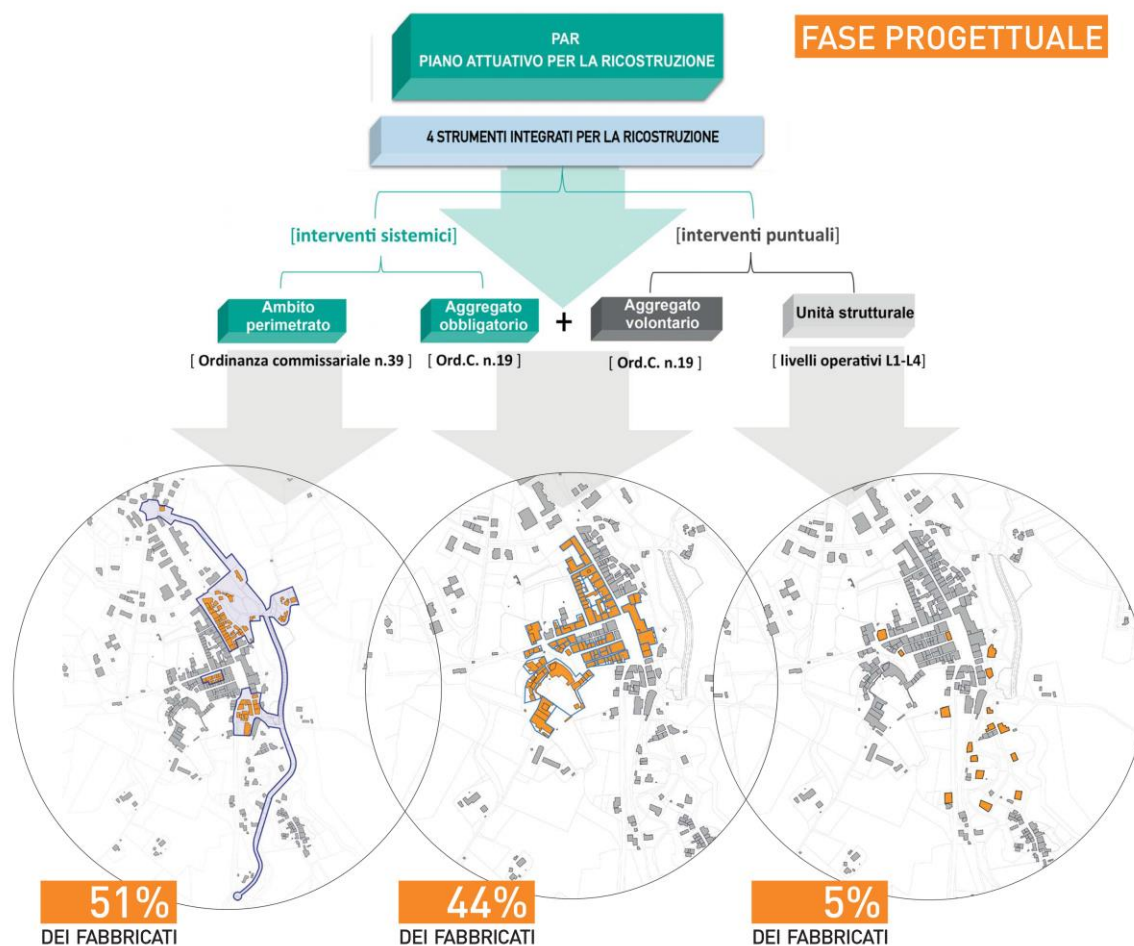 PAR
PIANO ATTUATIVO PER LA RICOSTRUZIONE
FASE PROGETTUALE
4 STRUMENTI INTEGRATI PER LA RICOSTRUZIONE
[interventi sistemici]
[interventi puntuali]
Ambito
perimetrato
Aggregato
obbligatorio
+
Aggregato
volontario
Unità strutturale
[ Ordinanza commissariale n.39 ]
[ Ord.C. n.19 ]
[ Ord.C. n.19 ]
[ livelli operativi L1-L4]
51%
DEI FABBRICATI
44%
DEI FABBRICATI
5%
DEI FABBRICATI